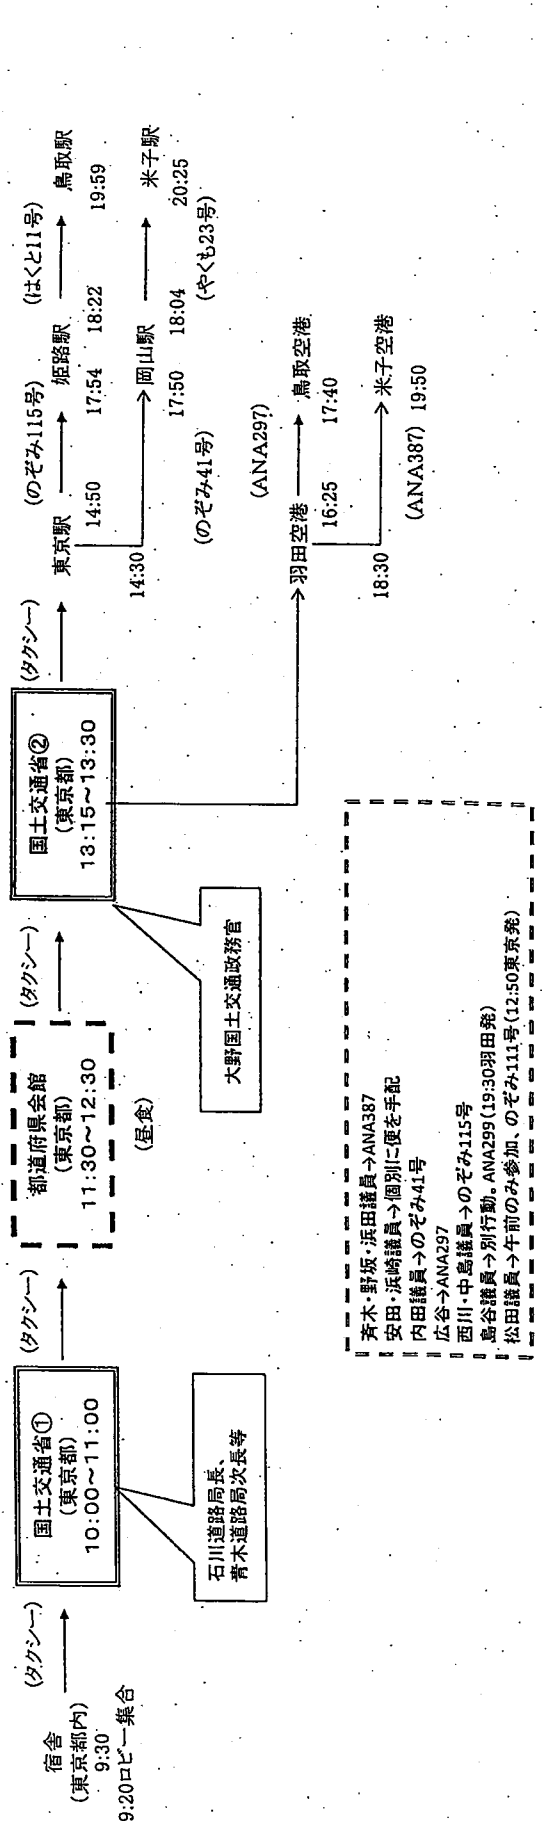 宿舎
(東京都内)
9:30
9:20ロビー集合
(タクシー)
国土交通省①
(東京都)
10:00~11:00
石川道路局長、
青木道路局次長等
(タクシー)
都道府県会館
(東京都)
11:30~12:30
(昼食)
(タクシー)
国土交通省②
(東京都)
13:15~13:30
大野国土交通政務官
(タクシー)
東京駅 (のぞみ115号) 姫路駅 (はくと11号) 鳥取駅
14:50 17:54 18:22 19:59
14:30 岡山駅 米子駅
17:50 18:04 20:25
(のぞみ41号) (やくも23号)
(ANA297)
羽田空港 鳥取空港
16:25 17:40
18:30 米子空港
(ANA387) 19:50
斉木・野坂・浜田議員→ANA387
安田・浜崎議員→個別に便を手配
内田議員→のぞみ41号
広谷→ANA297
西川・中島議員→のぞみ115号
島谷議員→別行動。ANA299(19:30羽田発)
松田議員→午前のみ参加、のぞみ111号(12:50東京発)